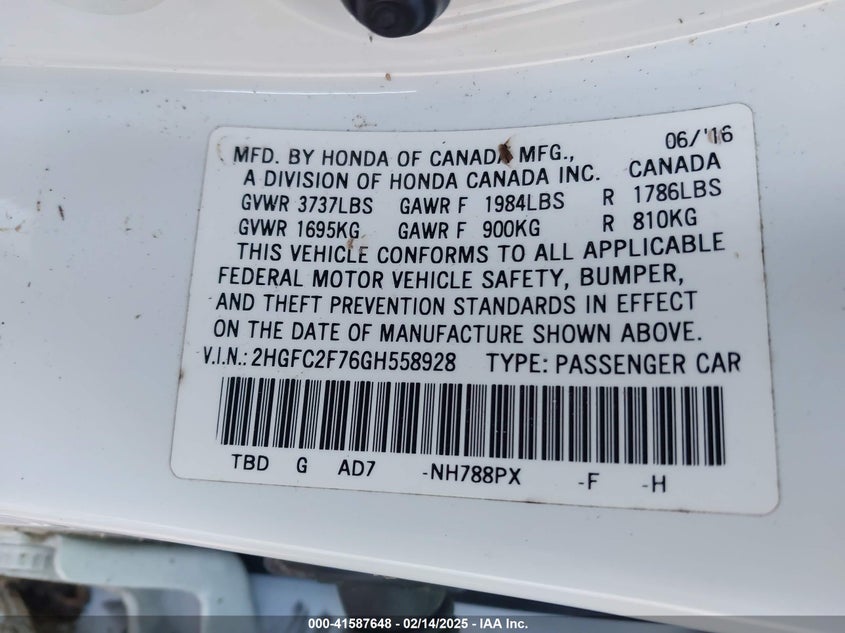 06/'16
MFD. BY HONDA OF CANADA MFG.,
A DIVISION OF HONDA CANADA INC. CANADA
GVWR 3737LBS GAWR F 1984LBS R 1786LBS
GVWR 1695KG GAWR F 900KG R 810KG
THIS VEHICLE CONFORMS TO ALL APPLICABLE
FEDERAL MOTOR VEHICLE SAFETY, BUMPER,
AND THEFT PREVENTION STANDARDS IN EFFECT
ON THE DATE OF MANUFACTURE SHOWN ABOVE.
V.I.N.: 2HGFC2F76GH558928 TYPE: PASSENGER CAR
TBD G AD7 -NH788PX -F -H
000-41587648 - 02/14/2025 - IAA Inc.